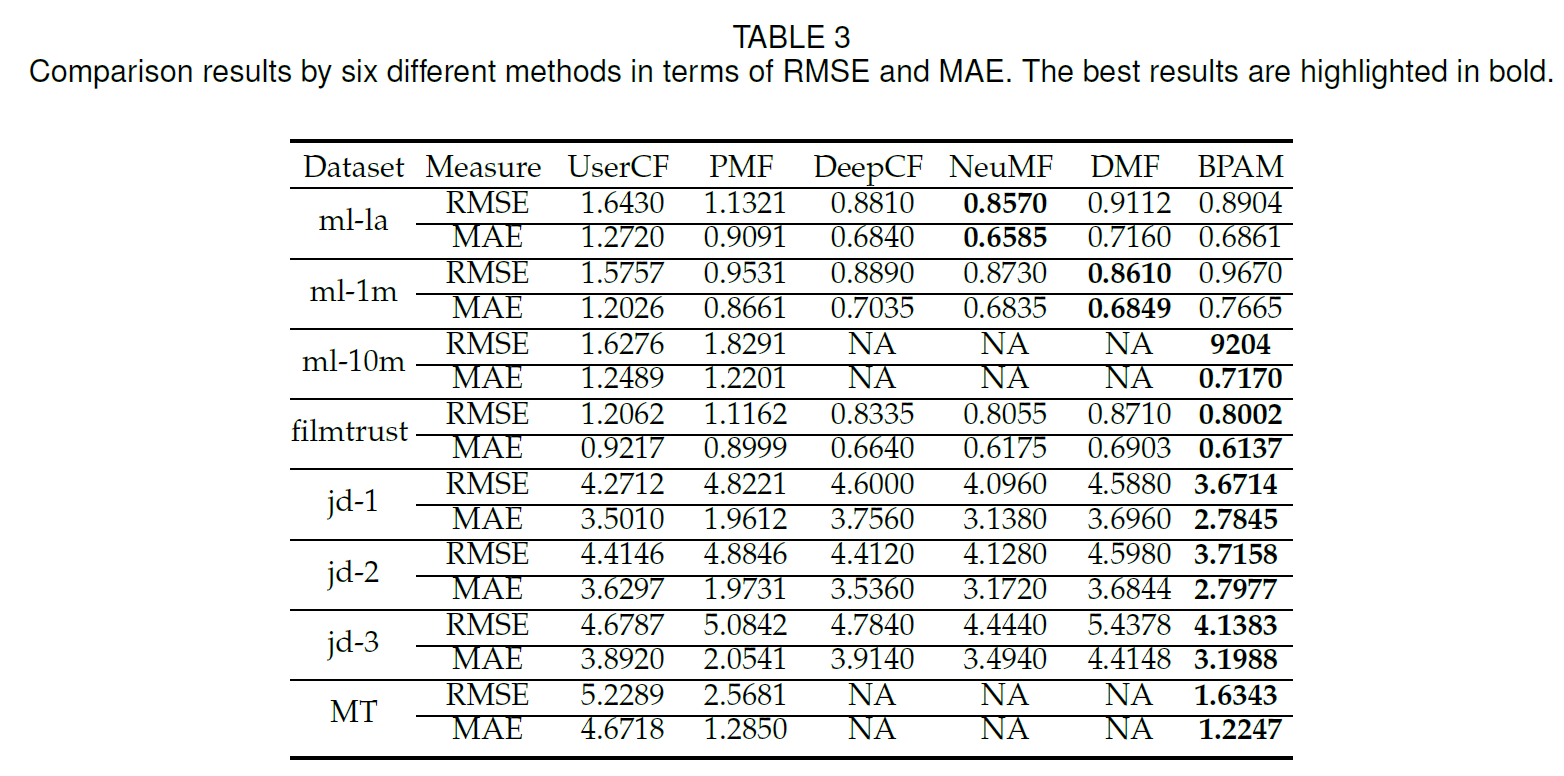 TABLE 3
Comparison results by six different methods in terms of RMSE and MAE. The best results are highlighted in bold.
Dataset Measure UserCF PMF DeepCF NeuMF DMF BPAM
ml-la RMSE 1.6430 1.1321 0.8810 0.8570 0.9112 0.8904
MAE 1.2720 0.9091 0.6840 0.6585 0.7160 0.6861
ml-1m RMSE 1.5757 0.9531 0.8890 0.8730 0.8610 0.9670
MAE 1.2026 0.8661 0.7035 0.6835 0.6849 0.7665
ml-10m RMSE 1.6276 1.8291 NA NA NA 9204
MAE 1.2489 1.2201 NA NA NA 0.7170
filmtrust RMSE 1.2062 1.1162 0.8335 0.8055 0.8710 0.8002
MAE 0.9217 0.8999 0.6640 0.6175 0.6903 0.6137
jd-1 RMSE 4.2712 4.8221 4.6000 4.0960 4.5880 3.6714
MAE 3.5010 1.9612 3.7560 3.1380 3.6960 2.7845
jd-2 RMSE 4.4146 4.8846 4.4120 4.1280 4.5980 3.7158
MAE 3.6297 1.9731 3.5360 3.1720 3.6844 2.7977
jd-3 RMSE 4.6787 5.0842 4.7840 4.4440 5.4378 4.1383
MAE 3.8920 2.0541 3.9140 3.4940 4.4148 3.1988
MT RMSE 5.2289 2.5681 NA NA NA 1.6343
MAE 4.6718 1.2850 NA NA NA 1.2247